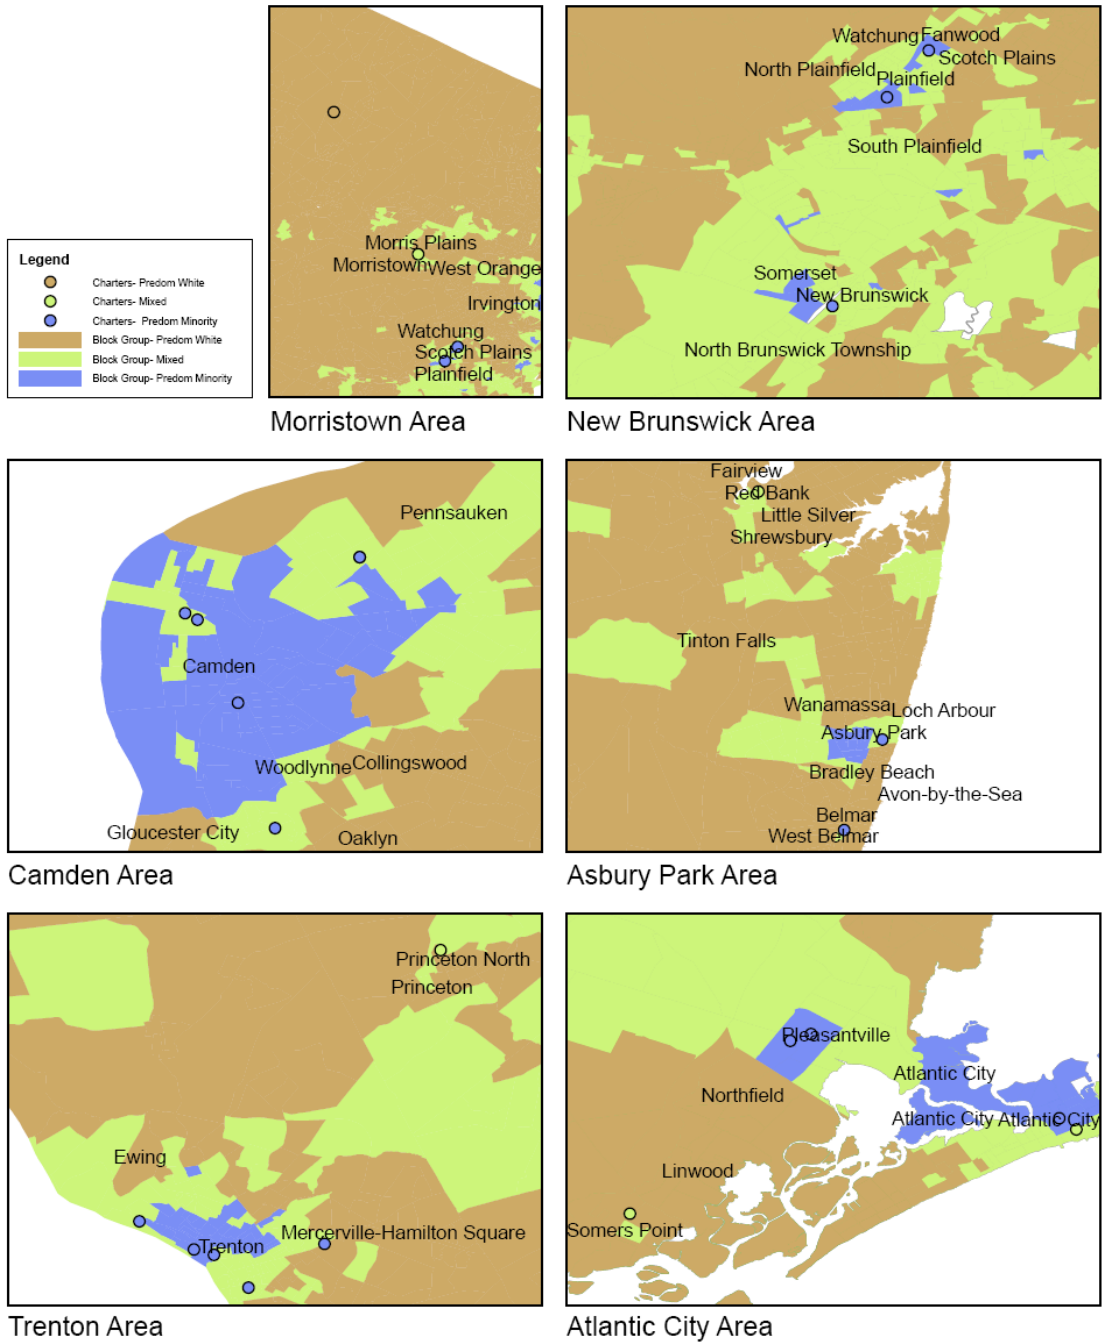 Legend
Charters- Predom White
Charters- Mixed
Charters- Predom Minority
Block Group- Predom White
Block Group- Mixed
Block Group- Predom Minority
Morris Plains
Morristown
West Orange
Irvington
Watchung
Scotch Plains
Plainfield
Morristown Area
Watchung
Fanwood
Scotch Plains
North Plainfield
Plainfield
South Plainfield
Somerset
New Brunswick
North Brunswick Township
New Brunswick Area
Pennsauken
Camden
Woodlynne
Collingswood
Gloucester City
Oaklyn
Camden Area
Fairview
Red Bank
Little Silver
Shrewsbury
Tinton Falls
Wanamassa
Loch Arbour
Asbury Park
Bradley Beach
Avon-by-the-Sea
Belmar
West Belmar
Asbury Park Area
Princeton North
Princeton
Ewing
Mercerville-Hamilton Square
Trenton
Trenton Area
Pleasantville
Atlantic City
Northfield
Atlantic City
Atlantic City
Linwood
Somers Point
Atlantic City Area